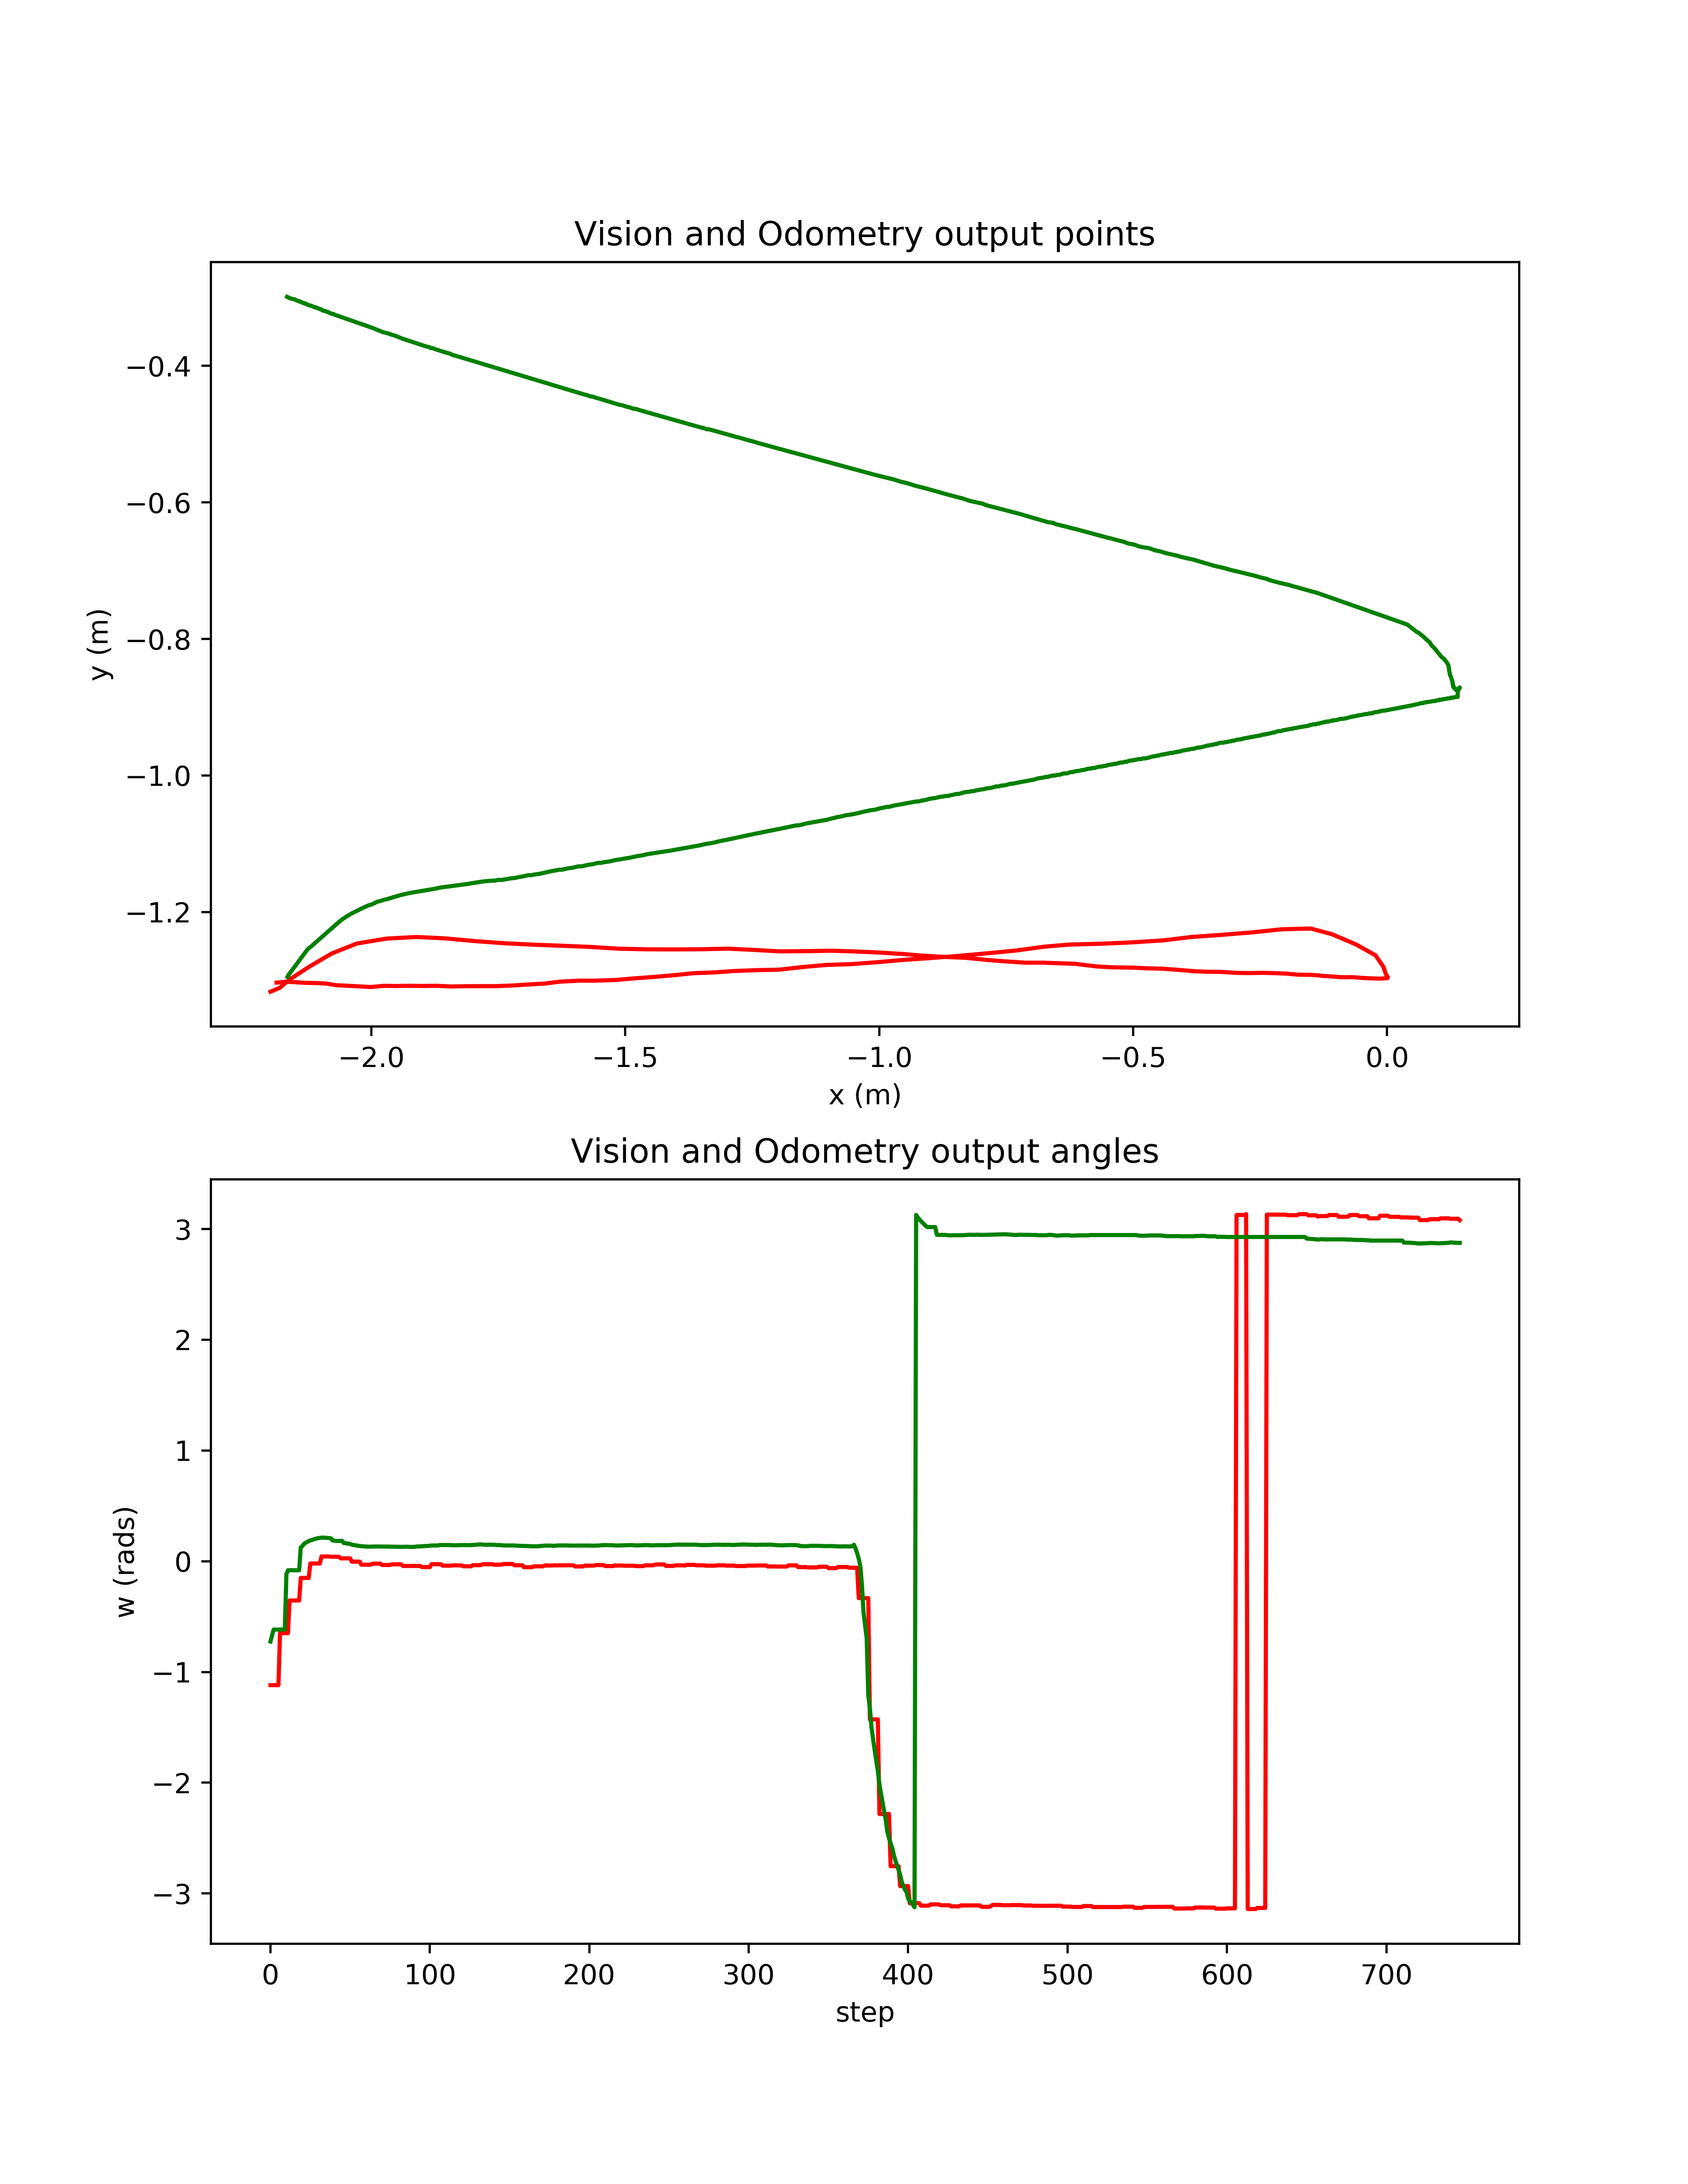 Vision and Odometry output points
−0.4
−0.6
−0.8
−1.0
−1.2
y (m)
−2.0 −1.5 −1.0 −0.5 0.0
x (m)
Vision and Odometry output angles
3
2
1
0
−1
−2
−3
w (rads)
0 100 200 300 400 500 600 700
step